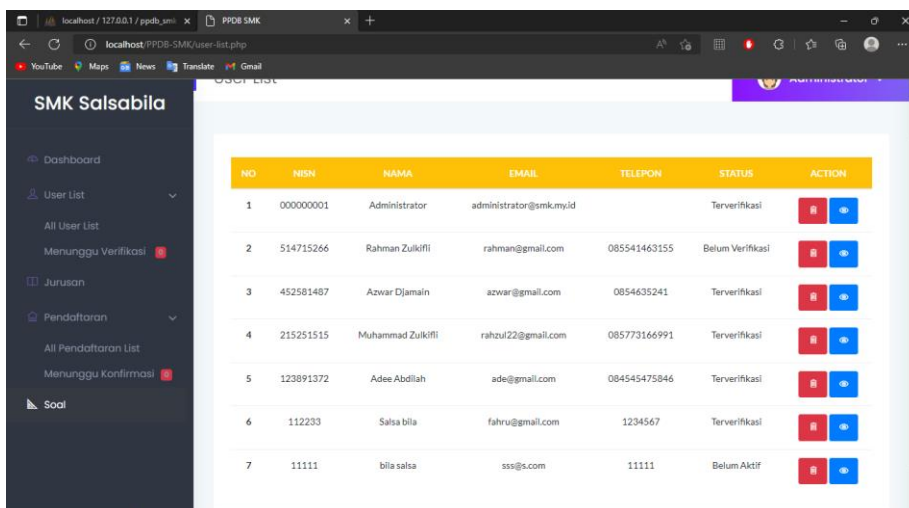 localhost / 127.0.0.1 / ppdb_smk
PPDB SMK
localhost/PPDB-SMK/user-list.php
YouTube Maps News Translate Gmail
User List
Administrator
SMK Salsabila
Dashboard
User List
All User List
Menunggu Verifikasi 0
Jurusan
Pendaftaran
All Pendaftaran List
Menunggu Konfirmasi 0
Soal
NO NISN NAMA EMAIL TELEPON STATUS ACTION
1 000000001 Administrator administrator@smk.my.id Terverifikasi
2 514715266 Rahman Zulkifli rahman@gmail.com 085541463155 Belum Verifikasi
3 452581487 Azwar Djamain azwar@gmail.com 0854635241 Terverifikasi
4 215251515 Muhammad Zulkifli rahzul22@gmail.com 085773166991 Terverifikasi
5 123891372 Adee Abdilah ade@gmail.com 084545475846 Terverifikasi
6 112233 Salsa bila fahru@gmail.com 1234567 Terverifikasi
7 11111 bila salsa sss@s.com 11111 Belum Aktif